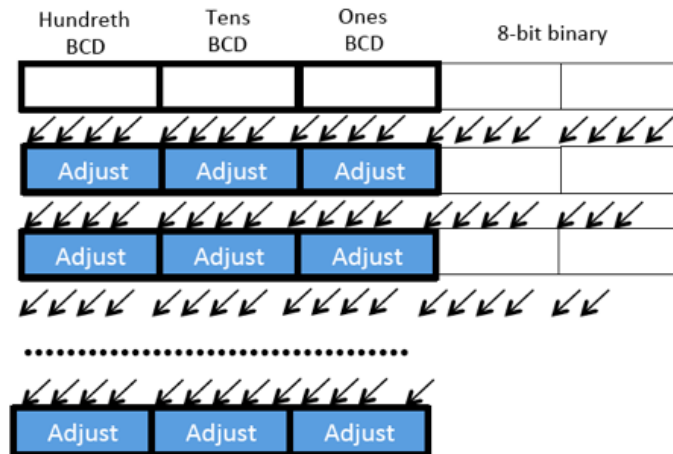 Hundreth BCD
Tens BCD
Ones BCD
8-bit binary
Adjust Adjust Adjust
Adjust Adjust Adjust
Adjust Adjust Adjust